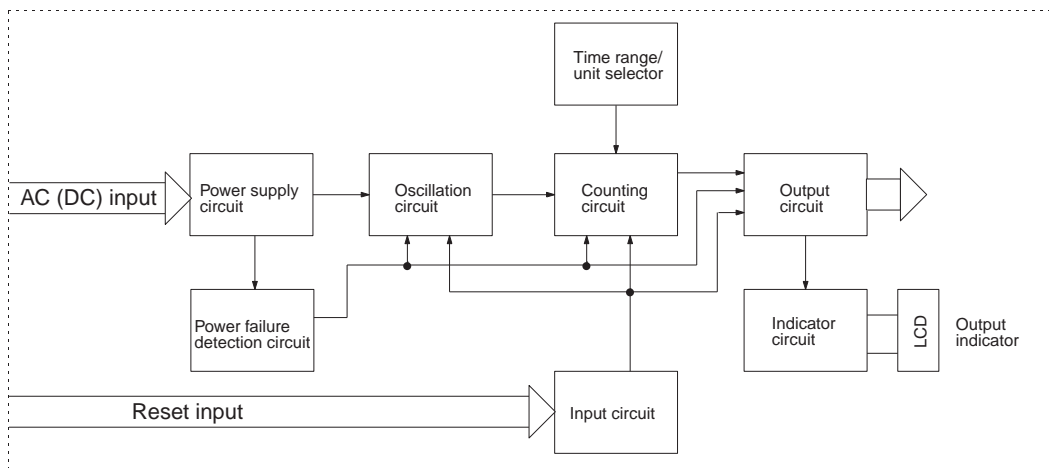 Time range/
unit selector
AC (DC) input
Power supply
circuit
Oscillation
circuit
Counting
circuit
Output
circuit
Power failure
detection circuit
Indicator
circuit
LCD
Output
indicator
Reset input
Input circuit